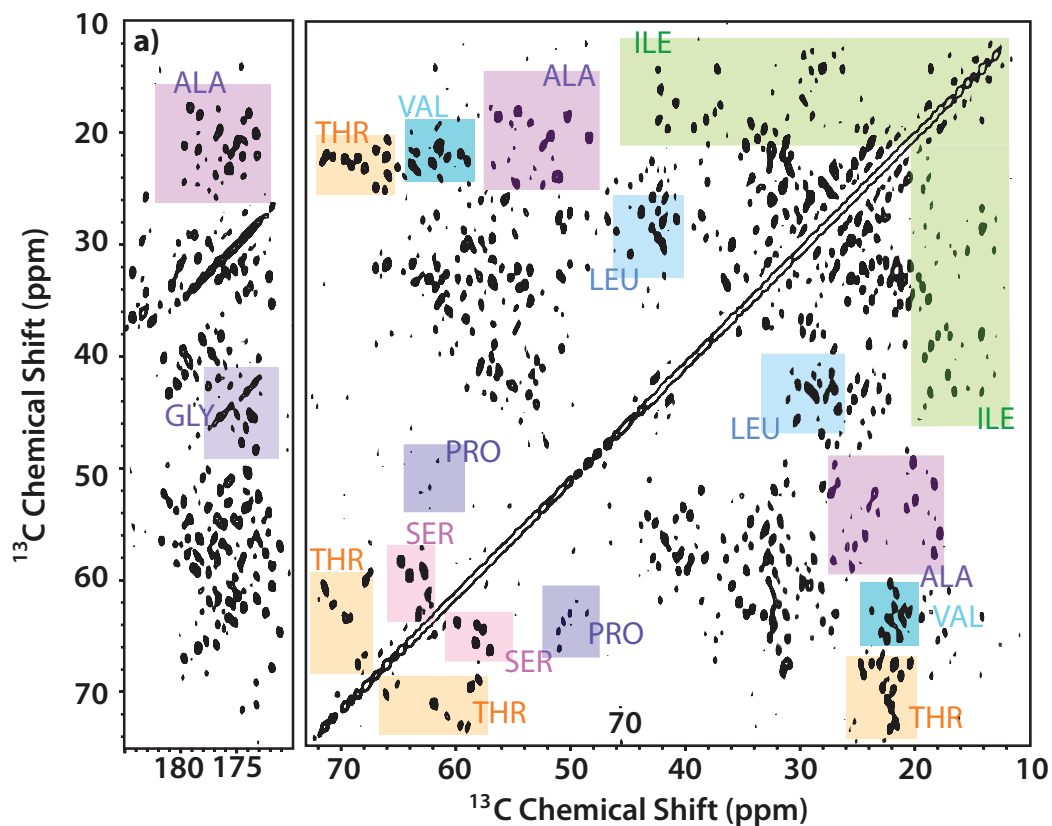 10
20
30
40
50
60
70
13C Chemical Shift (ppm)
a)
ALA
GLY
180 175
ILE
ALA
VAL
THR
LEU
A
LEU
ILE
PRO
SER
THR
ALA
VAL
PRO
SER
THR
70
THR
70 60 50 40 30 20 10
13C Chemical Shift (ppm)